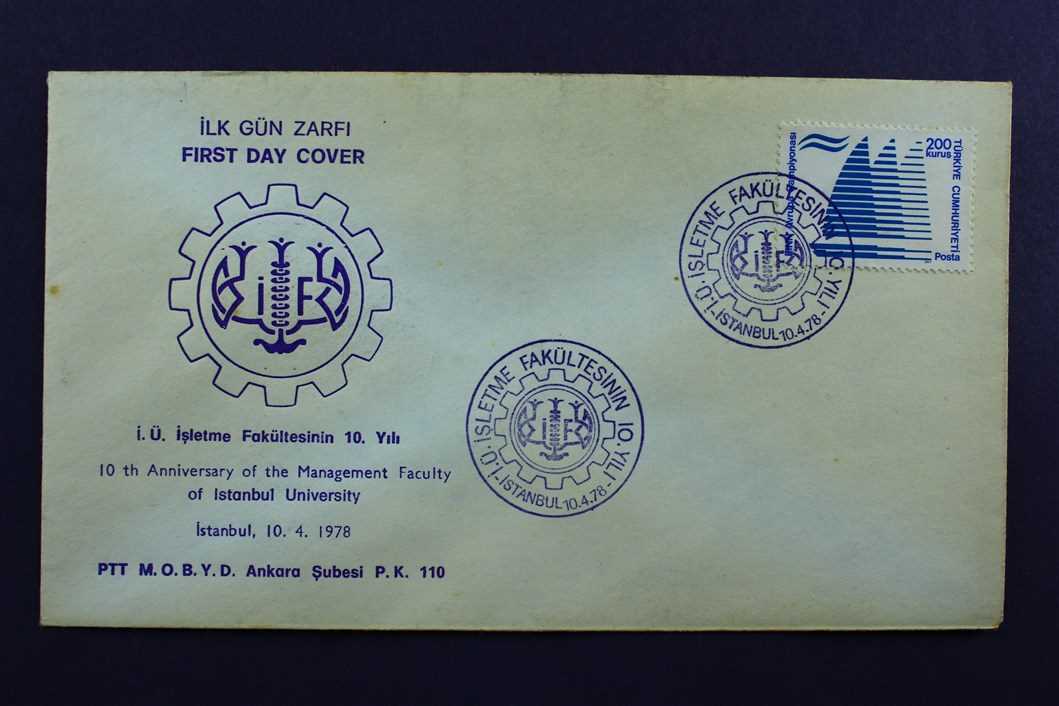 İLK GÜN ZARFI
FIRST DAY COVER
İ F
İ. Ü. İşletme Fakültesinin 10. Yılı
10 th Anniversary of the Management Faculty
of Istanbul University
İstanbul, 10. 4. 1978
PTT M. O. B. Y. D. Ankara Şubesi P. K. 110
İ.Ü. İŞLETME FAKÜLTESİNİN 10. YILI
-İSTANBUL 10.4.78-
İ F
200
kuruş
TÜRKİYE CUMHURİYETİ
Posta
Avrupa Şampiyonası
İ.Ü. İŞLETME FAKÜLTESİNİN 10. YILI
-İSTANBUL 10.4.78-
İ F